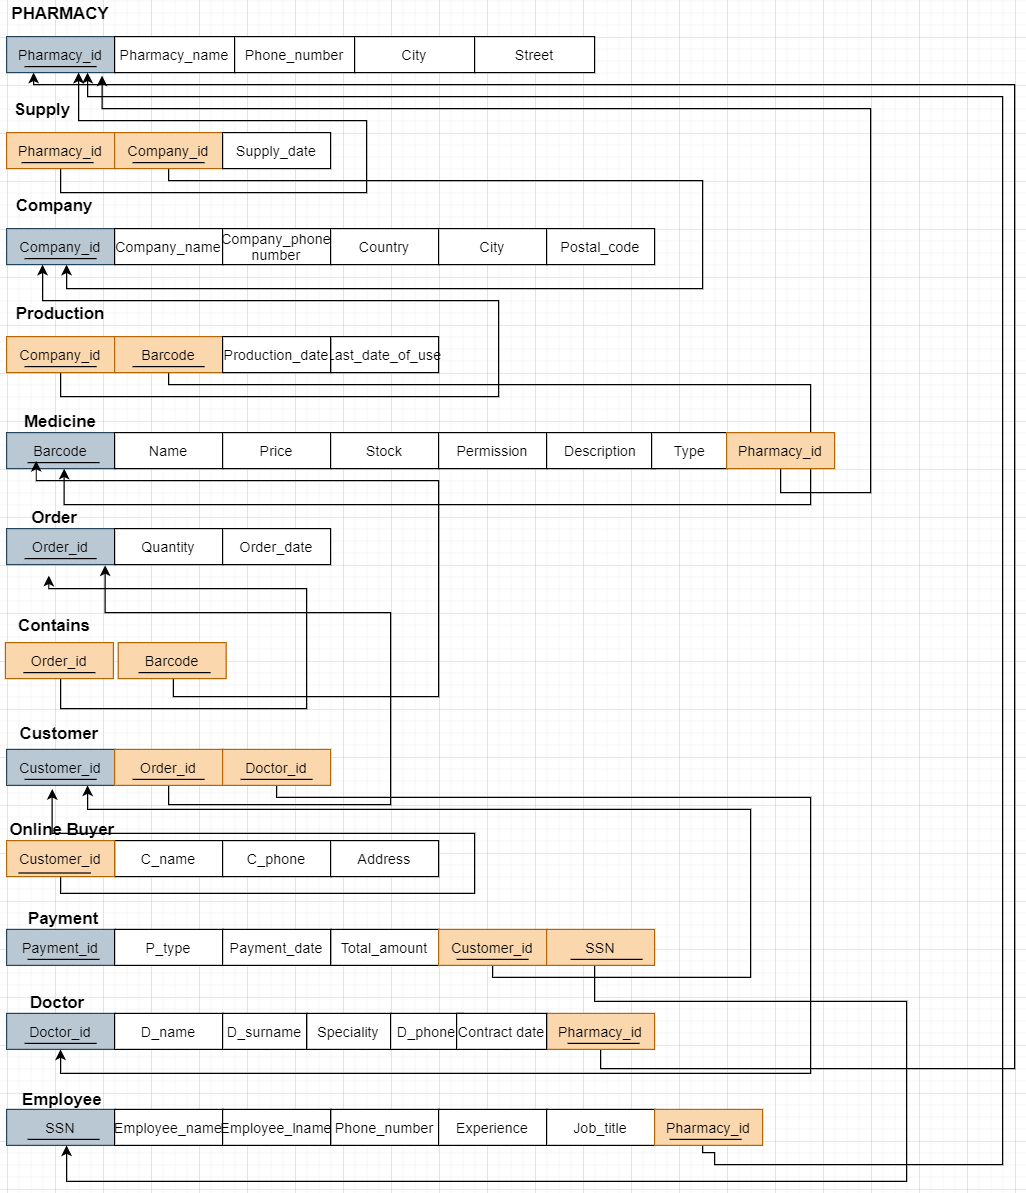 PHARMACY
Pharmacy_id Pharmacy_name Phone_number City Street
Supply
Pharmacy_id Company_id Supply_date
Company
Company_id Company_name Company_phone number Country City Postal_code
Production
Company_id Barcode Production_date Last_date_of_use
Medicine
Barcode Name Price Stock Permission Description Type Pharmacy_id
Order
Order_id Quantity Order_date
Contains
Order_id Barcode
Customer
Customer_id Order_id Doctor_id
Online Buyer
Customer_id C_name C_phone Address
Payment
Payment_id P_type Payment_date Total_amount Customer_id SSN
Doctor
Doctor_id D_name D_surname Speciality D_phone Contract date Pharmacy_id
Employee
SSN Employee_name Employee_lname Phone_number Experience Job_title Pharmacy_id